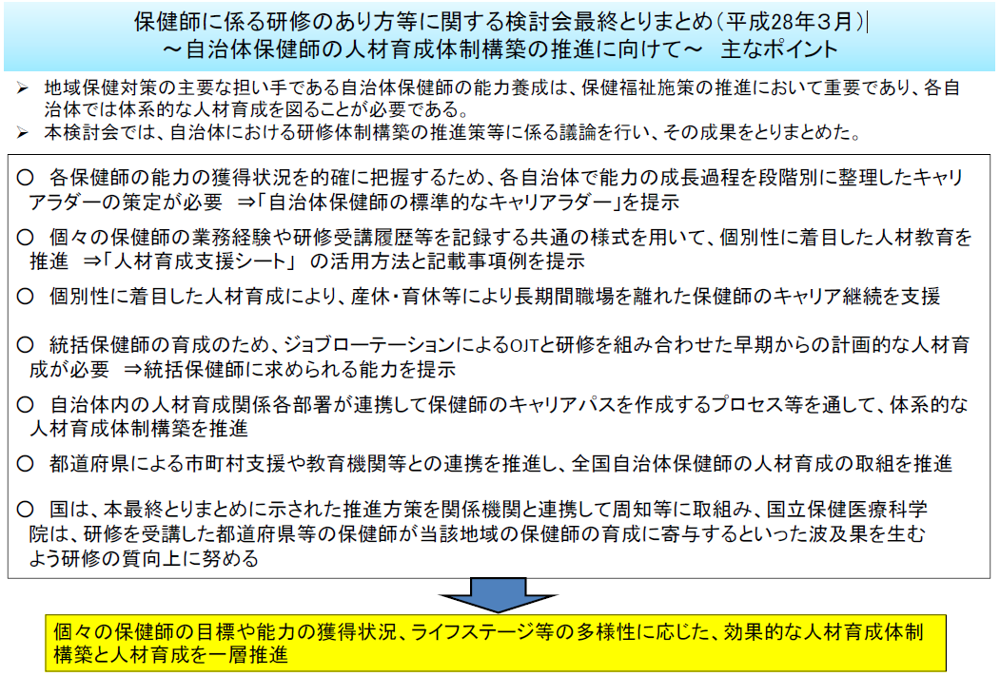 保健師に係る研修のあり方等に関する検討会最終とりまとめ(平成28年3月)
~自治体保健師の人材育成体制構築の推進に向けて~ 主なポイント
➢ 地域保健対策の主要な担い手である自治体保健師の能力養成は、保健福祉施策の推進において重要であり、各自
治体では体系的な人材育成を図ることが必要である。
➢ 本検討会では、自治体における研修体制構築の推進策等に係る議論を行い、その成果をとりまとめた。
○ 各保健師の能力の獲得状況を的確に把握するため、各自治体で能力の成長過程を段階別に整理したキャリ
アラダーの策定が必要 ⇒「自治体保健師の標準的なキャリアラダー」を提示
○ 個々の保健師の業務経験や研修受講履歴等を記録する共通の様式を用いて、個別性に着目した人材教育を
推進 ⇒「人材育成支援シート」 の活用方法と記載事項例を提示
○ 個別性に着目した人材育成により、産休・育休等により長期間職場を離れた保健師のキャリア継続を支援
○ 統括保健師の育成のため、ジョブローテーションによるOJTと研修を組み合わせた早期からの計画的な人材育
成が必要 ⇒統括保健師に求められる能力を提示
○ 自治体内の人材育成関係各部署が連携して保健師のキャリアパスを作成するプロセス等を通して、体系的な
人材育成体制構築を推進
○ 都道府県による市町村支援や教育機関等との連携を推進し、全国自治体保健師の人材育成の取組を推進
○ 国は、本最終とりまとめに示された推進方策を関係機関と連携して周知等に取組み、国立保健医療科学
院は、研修を受講した都道府県等の保健師が当該地域の保健師の育成に寄与するといった波及果を生む
よう研修の質向上に努める
個々の保健師の目標や能力の獲得状況、ライフステージ等の多様性に応じた、効果的な人材育成体制
構築と人材育成を一層推進